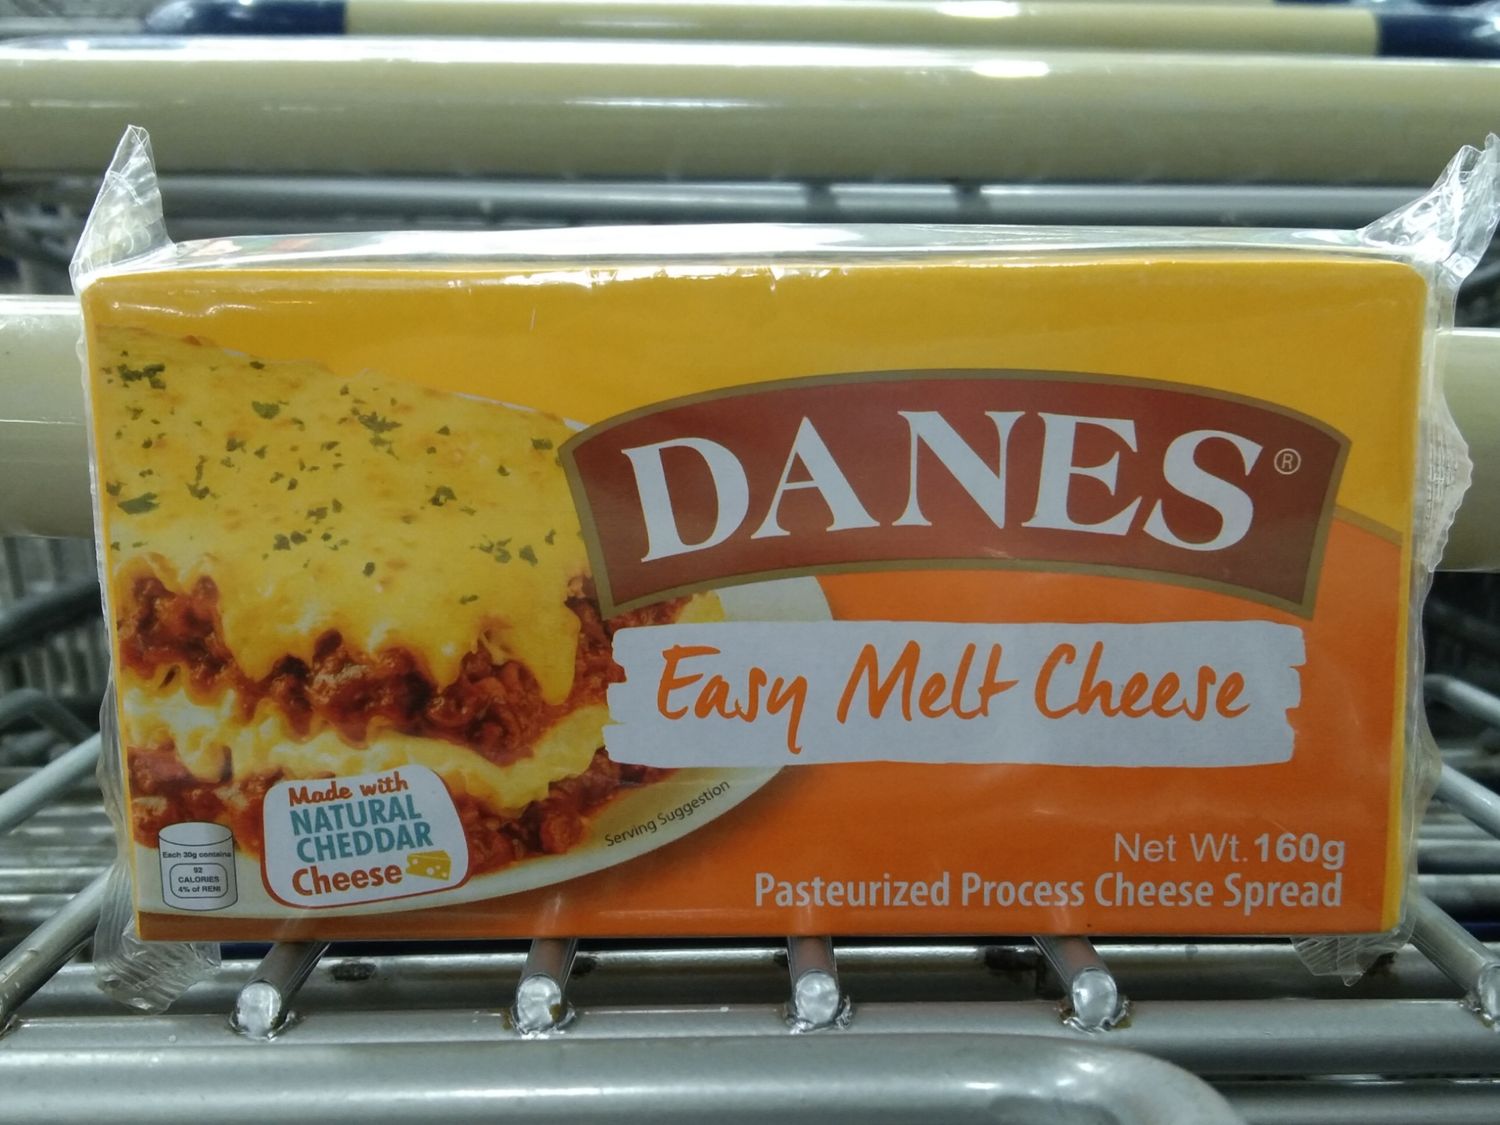 DANES®
Easy Melt Cheese
Made with
NATURAL
CHEDDAR
Cheese
Serving Suggestion
Each 30g contains
92
CALORIES
4% of RENI
Net Wt. 160g
Pasteurized Process Cheese Spread